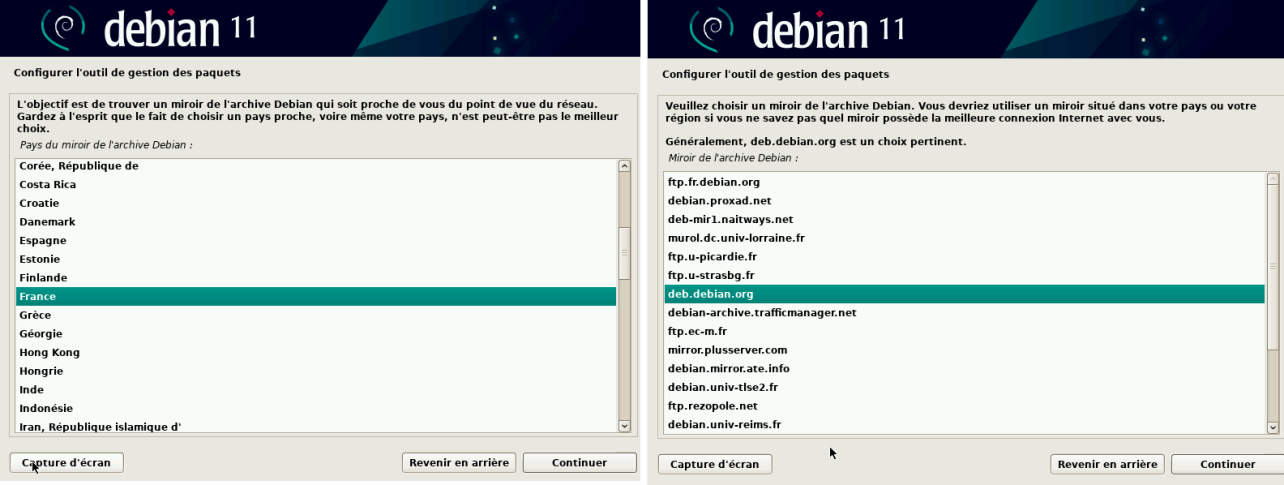 debian 11
Configurer l'outil de gestion des paquets
L'objectif est de trouver un miroir de l'archive Debian qui soit proche de vous du point de vue du réseau.
Gardez à l'esprit que le fait de choisir un pays proche, voire même votre pays, n'est peut-être pas le meilleur
choix.
Pays du miroir de l'archive Debian :
Corée, République de
Costa Rica
Croatie
Danemark
Espagne
Estonie
Finlande
France
Grèce
Géorgie
Hong Kong
Hongrie
Inde
Indonésie
Iran, République islamique d'
Capture d'écran
Revenir en arrière
Continuer
debian 11
Configurer l'outil de gestion des paquets
Veuillez choisir un miroir de l'archive Debian. Vous devriez utiliser un miroir situé dans votre pays ou votre
région si vous ne savez pas quel miroir possède la meilleure connexion Internet avec vous.
Généralement, deb.debian.org est un choix pertinent.
Miroir de l'archive Debian :
ftp.fr.debian.org
debian.proxad.net
deb-mir1.naitways.net
murol.dc.univ-lorraine.fr
ftp.u-picardie.fr
ftp.u-strasbg.fr
deb.debian.org
debian-archive.trafficmanager.net
ftp.ec-m.fr
mirror.plusserver.com
debian.mirror.ate.info
debian.univ-tlse2.fr
ftp.rezopole.net
debian.univ-reims.fr
Capture d'écran
Revenir en arrière
Continuer